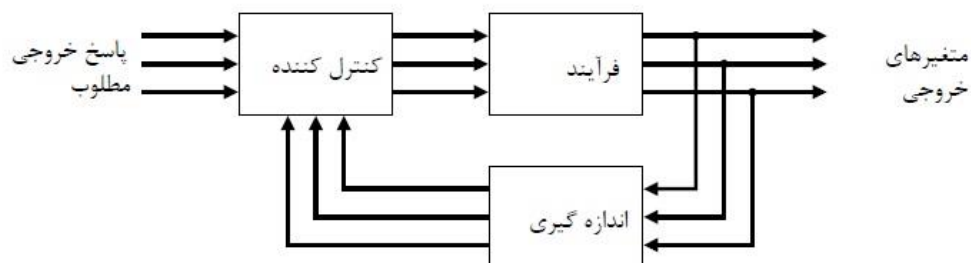 پاسخ خروجی
مطلوب
کنترل کننده
فرآیند
متغیرهای
خروجی
اندازه گیری